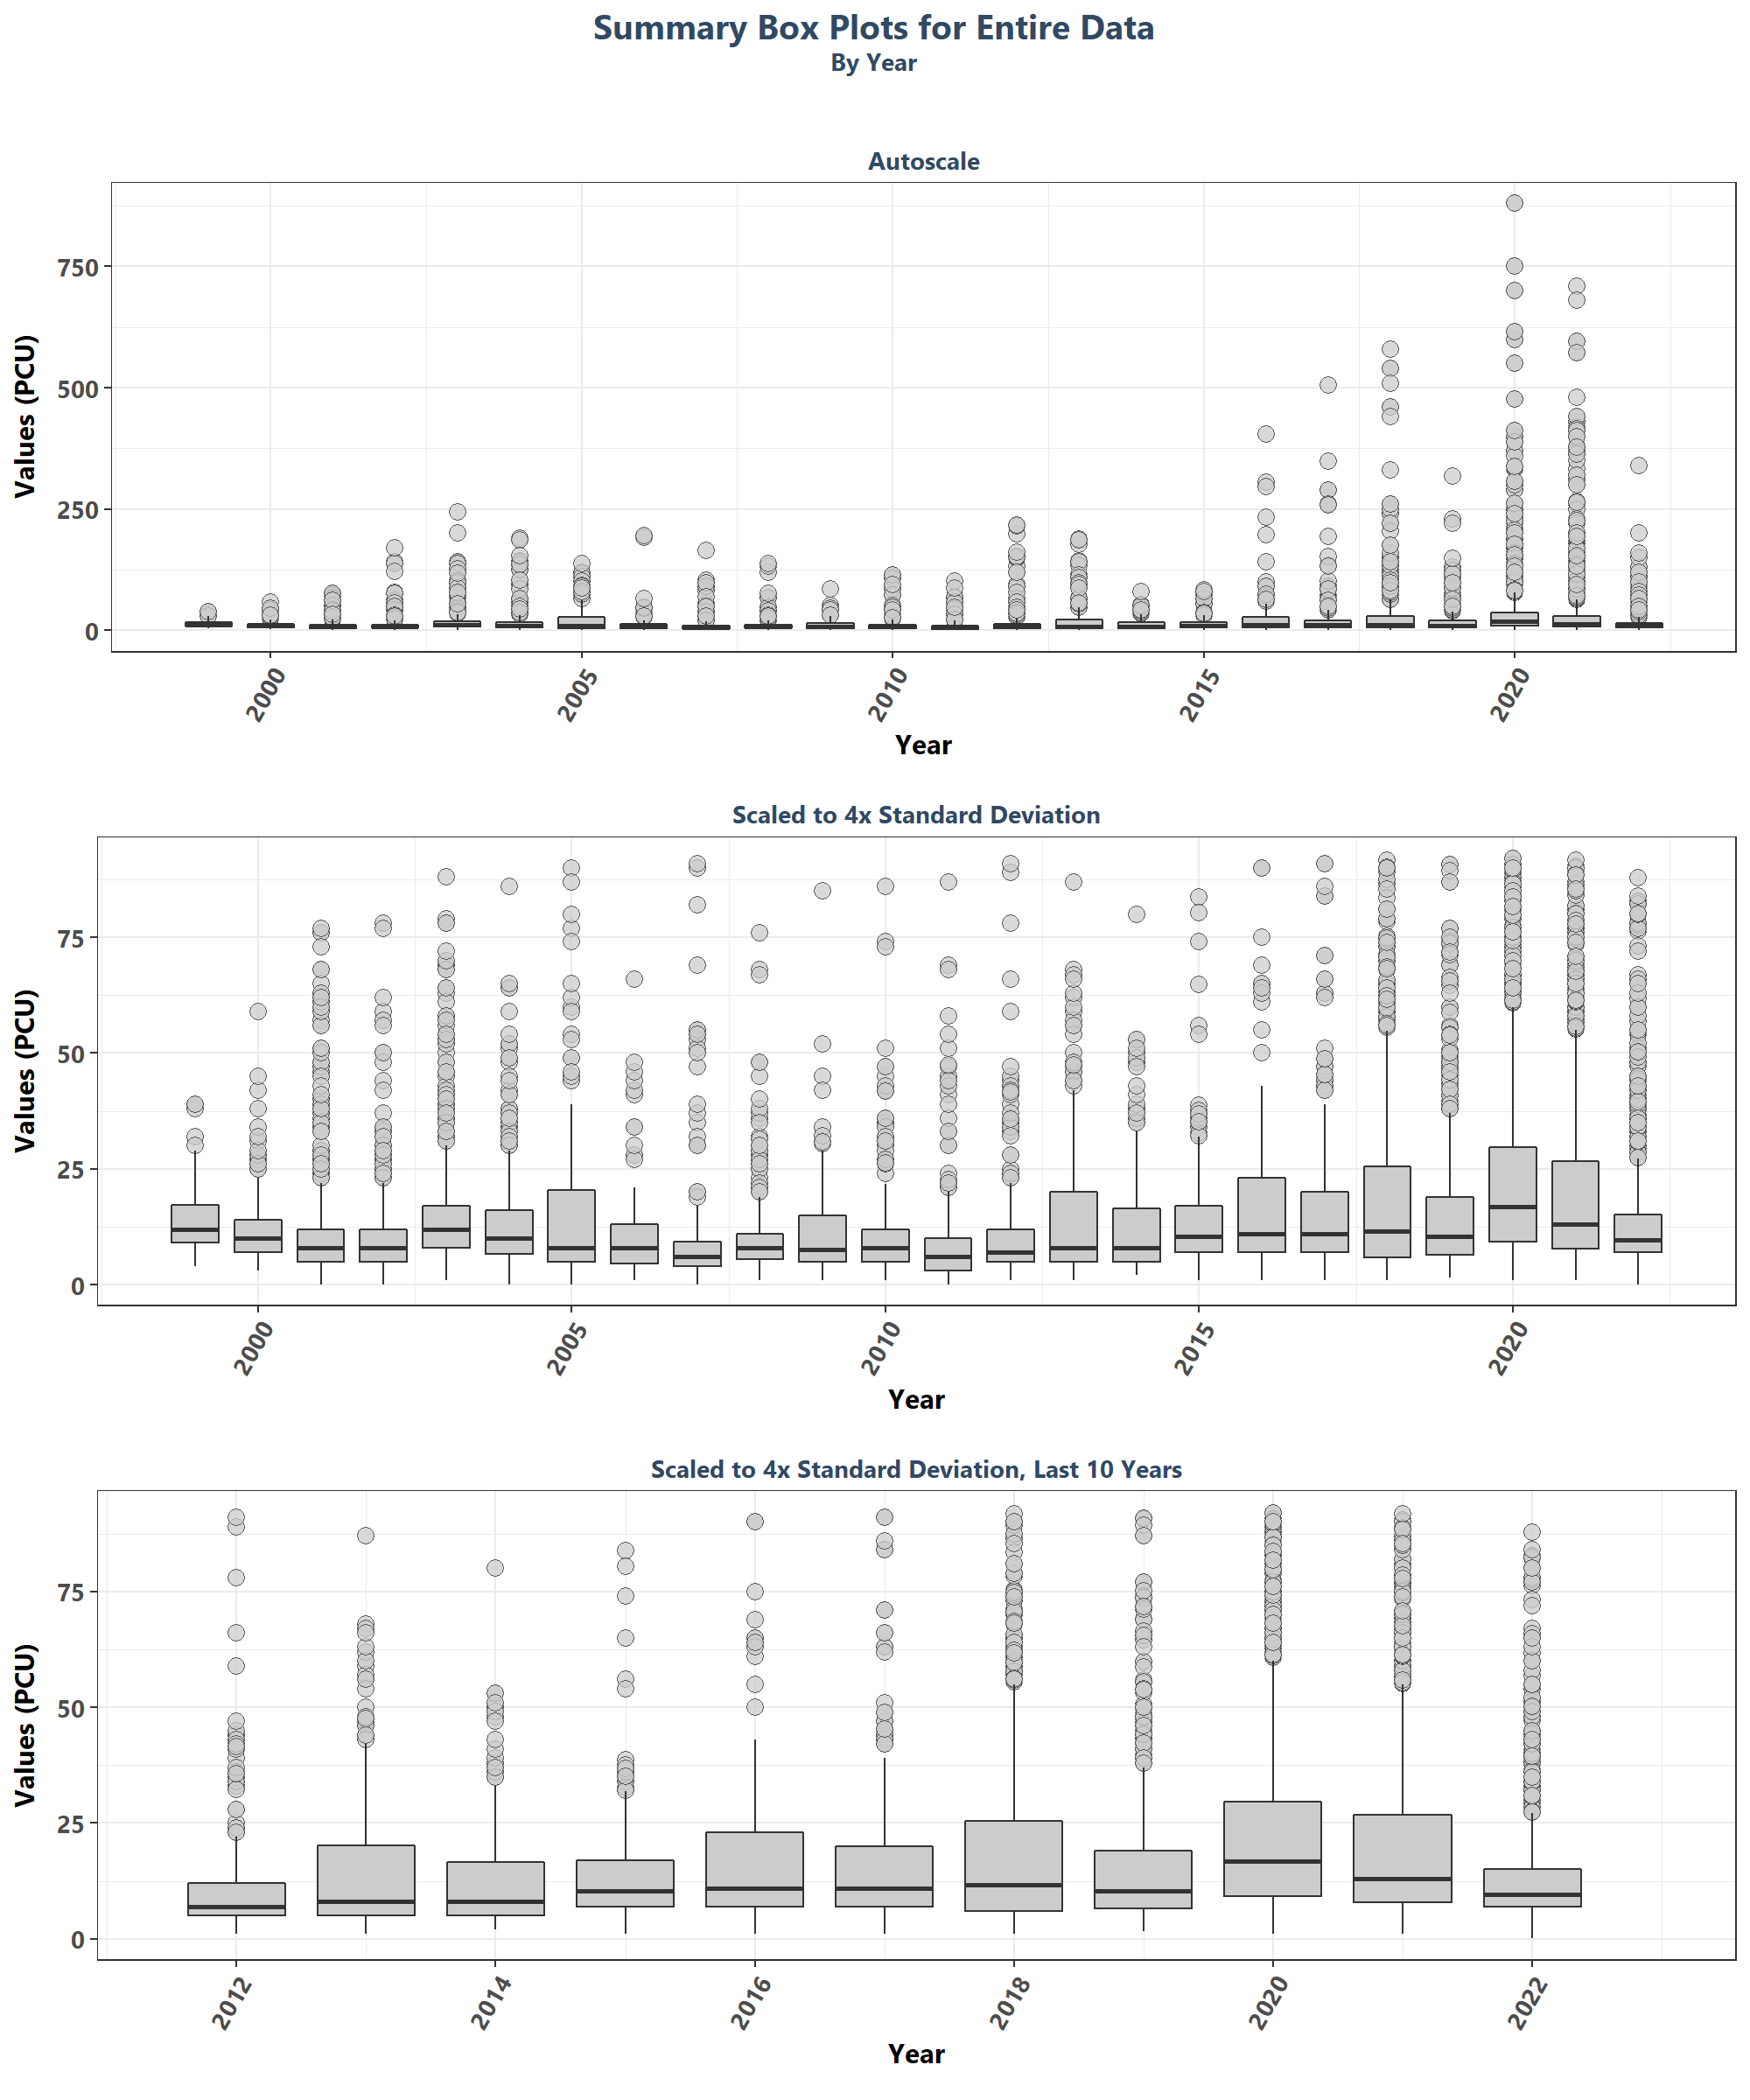 Summary Box Plots for Entire Data
By Year
Autoscale
Values (PCU)
750
500
250
0
2000
2005
2010
2015
2020
Year
Scaled to 4x Standard Deviation
Values (PCU)
75
50
25
0
2000
2005
2010
2015
2020
Year
Scaled to 4x Standard Deviation, Last 10 Years
Values (PCU)
75
50
25
0
2012
2014
2016
2018
2020
2022
Year